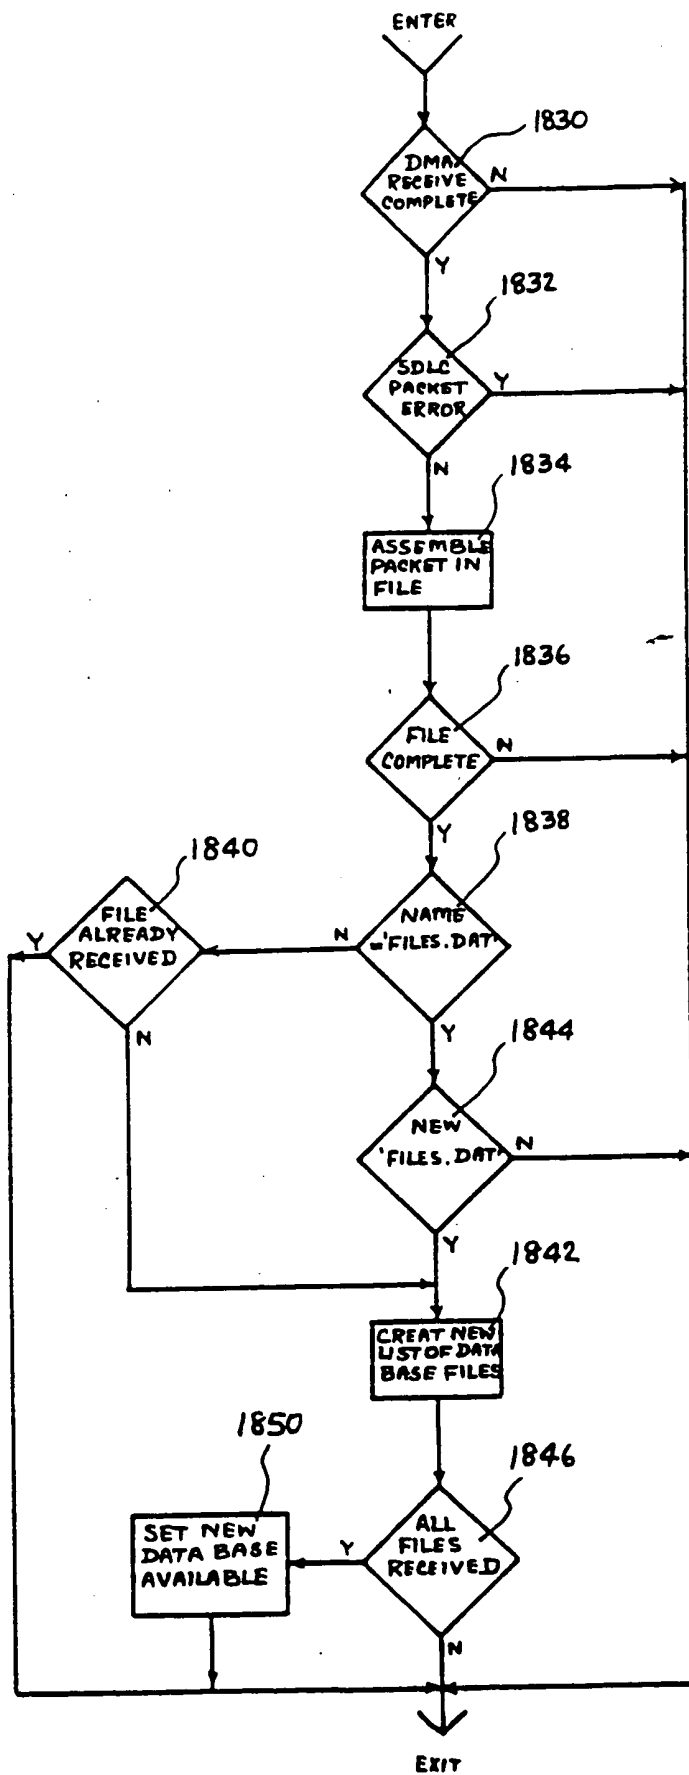 ENTER
1830
DMA
RECEIVE
COMPLETE
N
Y
1832
SDLC
PACKET
ERROR
Y
N
1834
ASSEMBLE
PACKET IN
FILE
1836
FILE
COMPLETE
N
Y
1838
NAME
='FILES.DAT'
N
Y
1840
FILE
ALREADY
RECEIVED
Y
N
1844
NEW
'FILES.DAT'
N
Y
1842
CREAT NEW
LIST OF DATA
BASE FILES
1846
ALL
FILES
RECEIVED
Y
N
1850
SET NEW
DATA BASE
AVAILABLE
EXIT